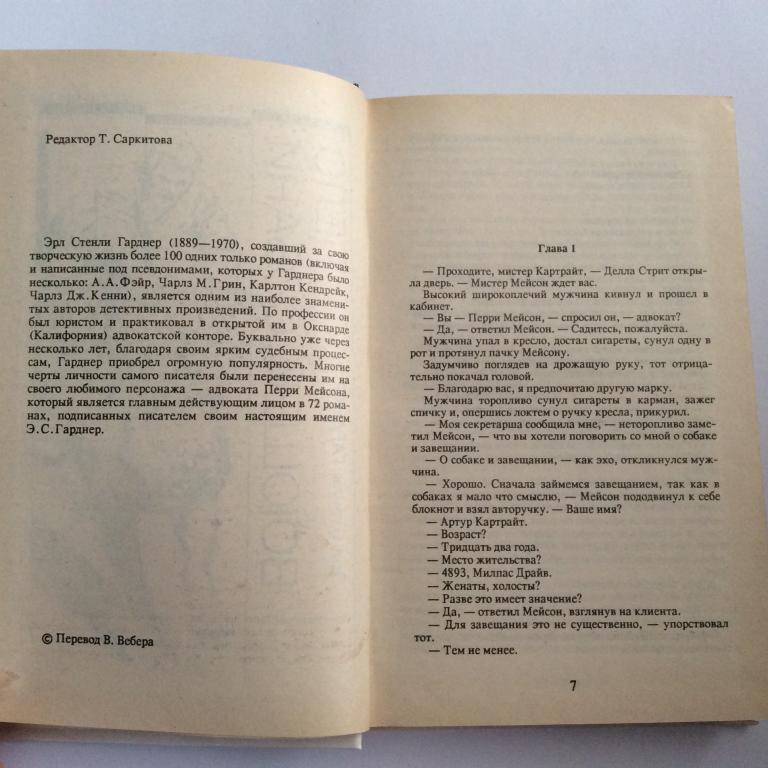 Редактор Т. Саркитова
Эрл Стенли Гарднер (1889—1970), создавший за свою
творческую жизнь более 100 одних только романов (включая
и написанные под псевдонимами, которых у Гарднера было
несколько: А.А.Фэйр, Чарлз М.Грин, Карлтон Кендрейк,
Чарлз Дж.Кенни), является одним из наиболее знамени-
тых авторов детективных произведений. По профессии он
был юристом и практиковал в открытой им в Окснарде
(Калифорния) адвокатской конторе. Буквально уже через
несколько лет, благодаря своим ярким судебным процес-
сам, Гарднер приобрел огромную популярность. Многие
черты личности самого писателя были перенесены им на
своего любимого персонажа — адвоката Перри Мейсона,
который является главным действующим лицом в 72 рома-
нах, подписанных писателем своим настоящим именем
Э.С.Гарднер.
© Перевод В. Вебера
Глава 1
— Проходите, мистер Картрайт, — Делла Стрит откры-
ла дверь. — Мистер Мейсон ждет вас.
Высокий широкоплечий мужчина кивнул и прошел в
кабинет.
— Вы — Перри Мейсон, — спросил он, — адвокат?
— Да, — ответил Мейсон. — Садитесь, пожалуйста.
Мужчина упал в кресло, достал сигареты, сунул одну в
рот и протянул пачку Мейсону.
Задумчиво поглядев на дрожащую руку, тот отрица-
тельно покачал головой.
— Благодарю вас, я предпочитаю другую марку.
Мужчина торопливо сунул сигареты в карман, зажег
спичку и, опершись локтем о ручку кресла, прикурил.
— Моя секретарша сообщила мне, — неторопливо заме-
тил Мейсон, — что вы хотели поговорить со мной о собаке
и завещании.
— О собаке и завещании, — как эхо, откликнулся муж-
чина.
— Хорошо. Сначала займемся завещанием, так как в
собаках я мало что смыслю, — Мейсон пододвинул к себе
блокнот и взял авторучку. — Ваше имя?
— Артур Картрайт.
— Возраст?
— Тридцать два года.
— Место жительства?
— 4893, Милпас Драйв.
— Женаты, холосты?
— Разве это имеет значение?
— Да, — ответил Мейсон, взглянув на клиента.
— Для завещания это не существенно, — упорствовал
тот.
— Тем не менее.
7